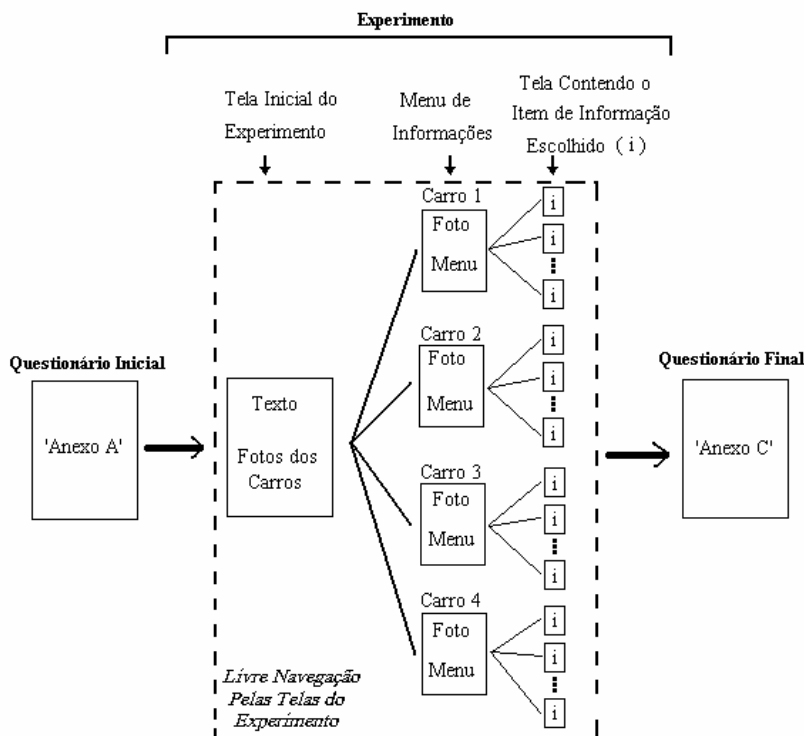 Experimento
Tela Inicial do
Experimento
Menu de
Informações
Tela Contendo o
Item de Informação
Escolhido ( i )
Questionário Inicial
'Anexo A'
Texto
Fotos dos
Carros
Carro 1
Foto
Menu
i
i
i
Carro 2
Foto
Menu
i
i
i
Carro 3
Foto
Menu
i
i
i
Carro 4
Foto
Menu
i
i
i
Livre Navegação
Pelas Telas do
Experimento
Questionário Final
'Anexo C'